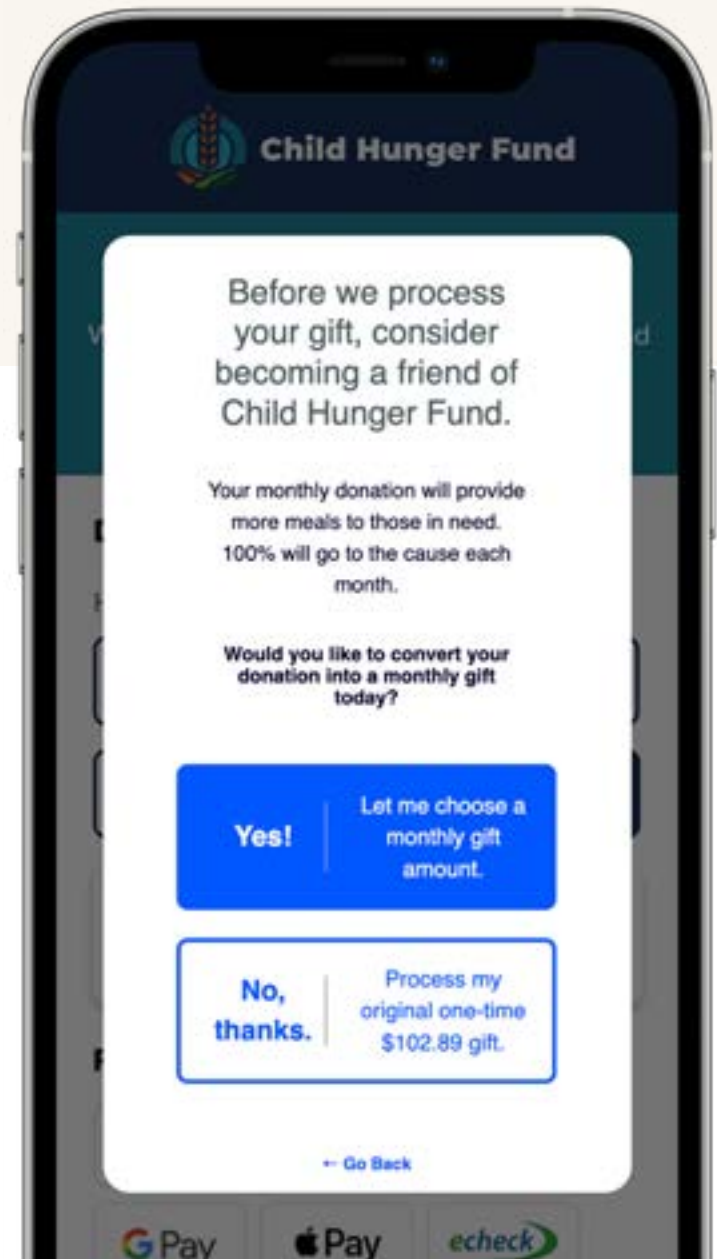 Child Hunger Fund
Before we process
your gift, consider
becoming a friend of
Child Hunger Fund.
Your monthly donation will provide
more meals to those in need.
100% will go to the cause each
month.
Would you like to convert your
donation into a monthly gift
today?
Yes!
Let me choose a
monthly gift
amount.
No,
thanks.
Process my
original one-time
$102.89 gift.
← Go Back
G Pay
Pay
echeck